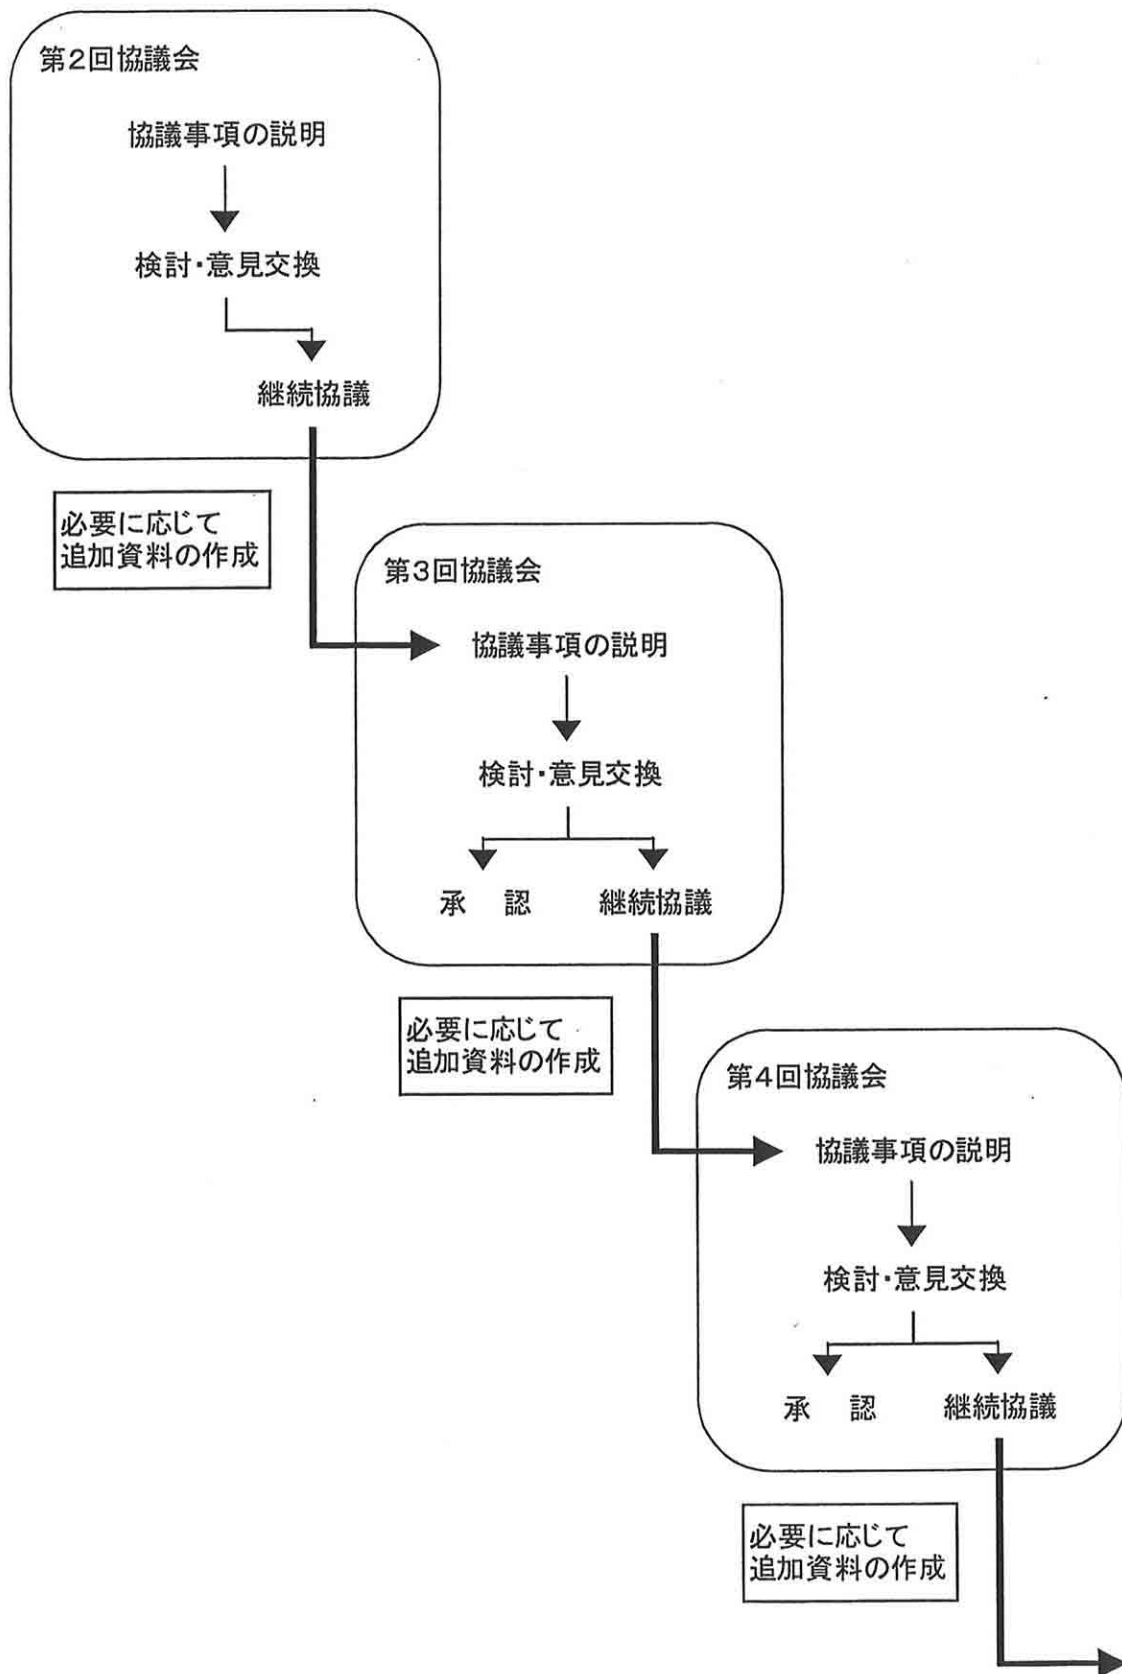 第2回協議会
協議事項の説明
検討・意見交換
継続協議
必要に応じて
追加資料の作成
第3回協議会
協議事項の説明
検討・意見交換
承 認 継続協議
必要に応じて
追加資料の作成
第4回協議会
協議事項の説明
検討・意見交換
承 認 継続協議
必要に応じて
追加資料の作成